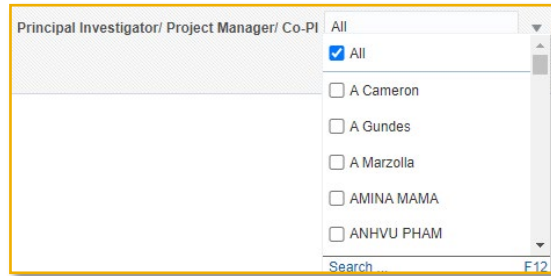 Principal Investigator/ Project Manager/ Co-PI All
All
A Cameron
A Gundes
A Marzolla
AMINA MAMA
ANHVU PHAM
Search ... F12